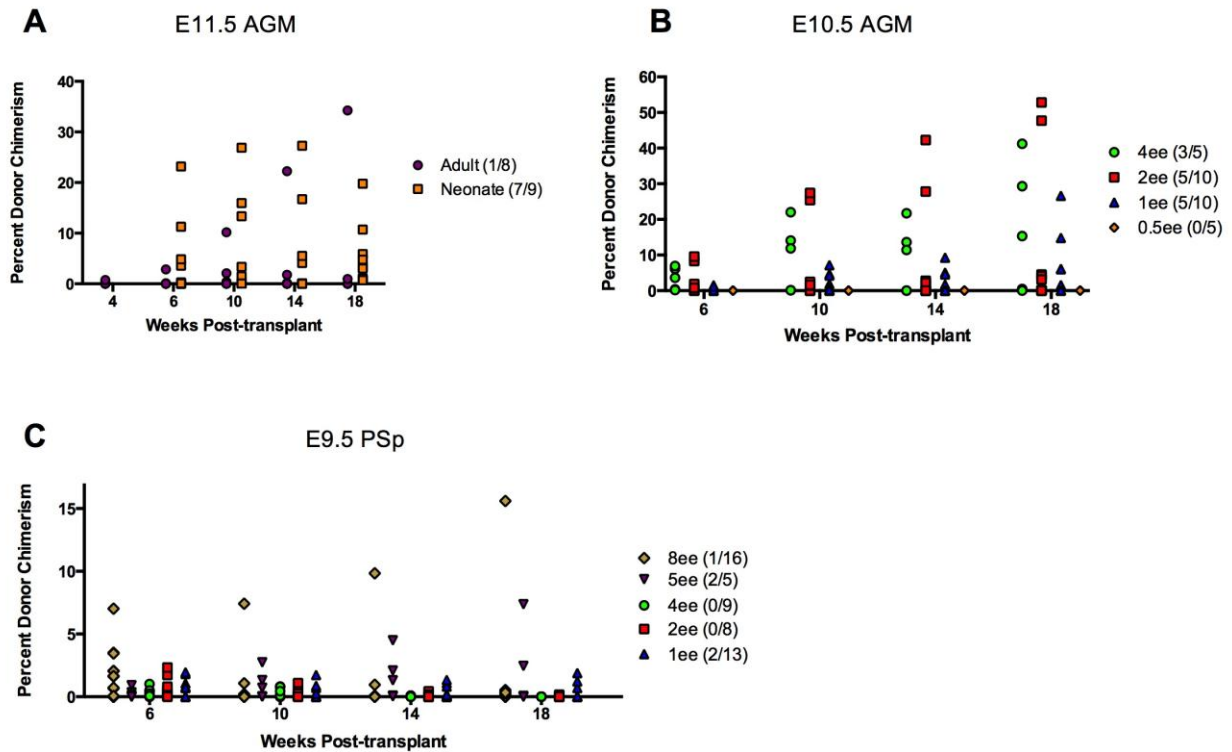 A
E11.5 AGM
Percent Donor Chimerism
40
30
20
10
0
4
6
10
14
18
Weeks Post-transplant
Adult (1/8)
Neonate (7/9)
B
E10.5 AGM
Percent Donor Chimerism
60
50
40
30
20
10
0
6
10
14
18
Weeks Post-transplant
4ee (3/5)
2ee (5/10)
1ee (5/10)
0.5ee (0/5)
C
E9.5 PSp
Percent Donor Chimerism
15
10
5
0
6
10
14
18
Weeks Post-transplant
8ee (1/16)
5ee (2/5)
4ee (0/9)
2ee (0/8)
1ee (2/13)